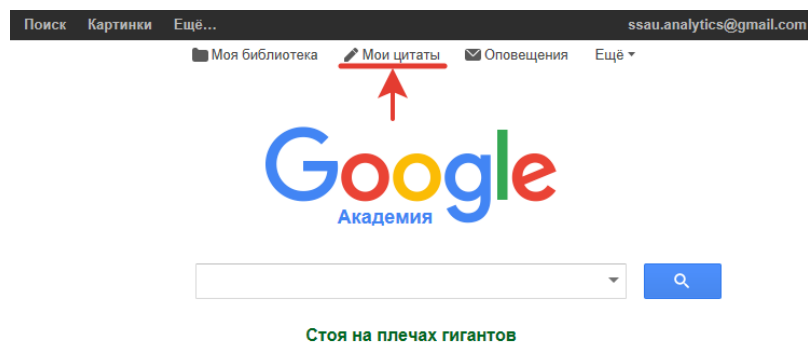 Поиск Картинки Ещё... ssau.analytics@gmail.com
Моя библиотека Мои цитаты Оповещения Ещё
Google
Академия
Стоя на плечах гигантов